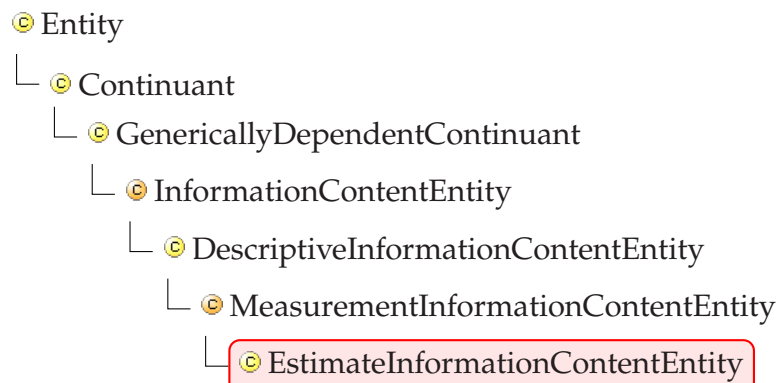 © Entity
© Continuant
© GenericallyDependentContinuant
© InformationContentEntity
© DescriptiveInformationContentEntity
© MeasurementInformationContentEntity
© EstimateInformationContentEntity